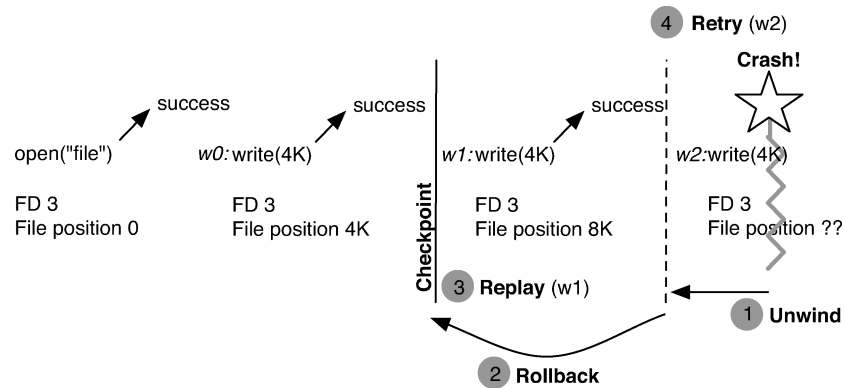 4 Retry (w2)
Crash!
success
success
success
open("file")
w0: write(4K)
w1: write(4K)
w2:write(4K)
FD 3
File position 0
FD 3
File position 4K
Checkpoint
FD 3
File position 8K
FD 3
File position ??
3 Replay (w1)
1 Unwind
2 Rollback